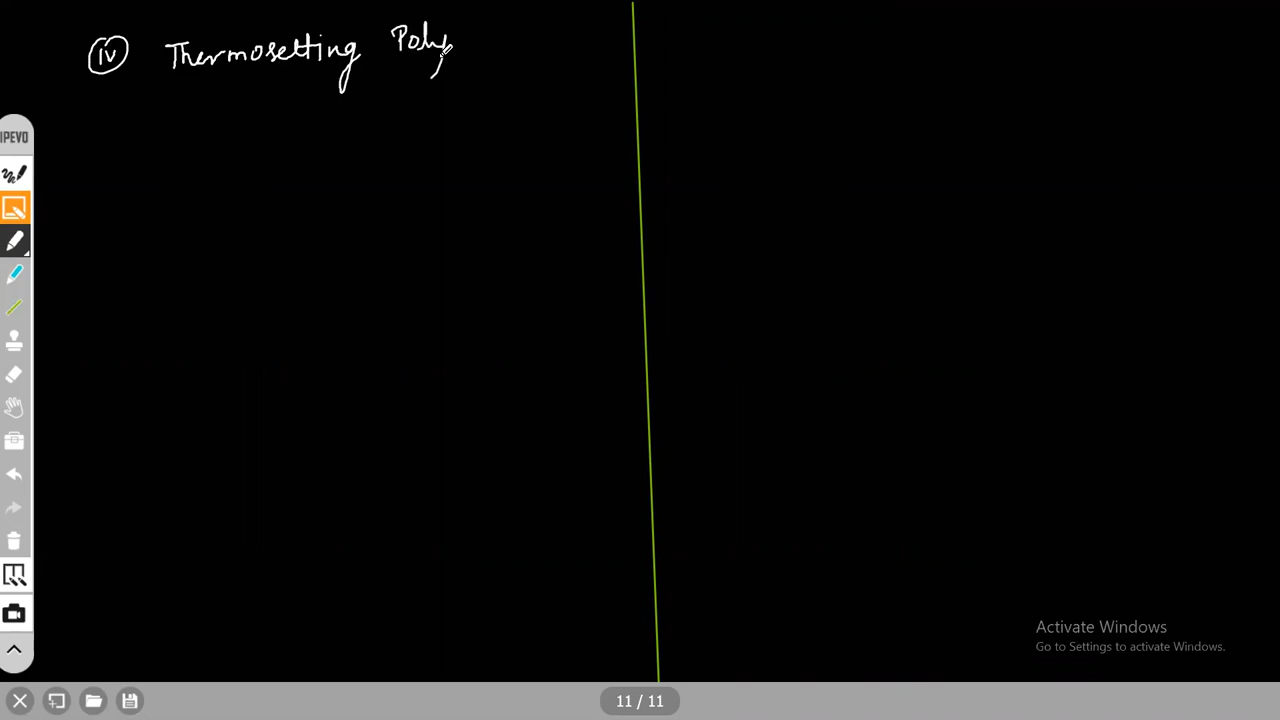 iv Thermosetting Poly
IPEVO
Activate Windows
Go to Settings to activate Windows.
11 / 11